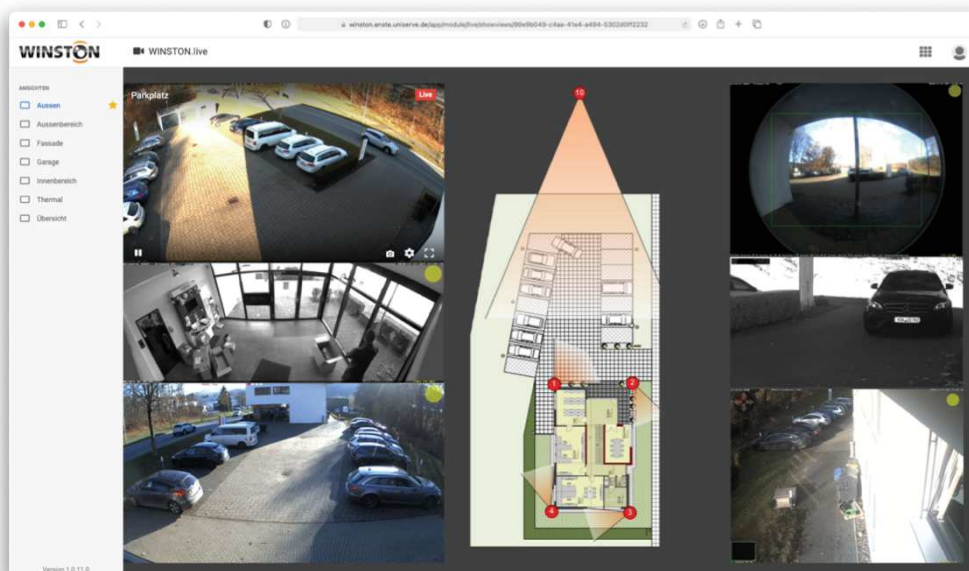 winston.enste.uniserve.de/app/module/live/showviews/99e9b049-c4aa-41e4-a494-5302d0ff2232
WINSTON
WINSTON.live
ANSICHTEN
Aussen
Aussenbereich
Fassade
Garage
Innenbereich
Thermal
Übersicht
Parkplatz
Live
10
1
2
4
3
Version 1.0.11.0